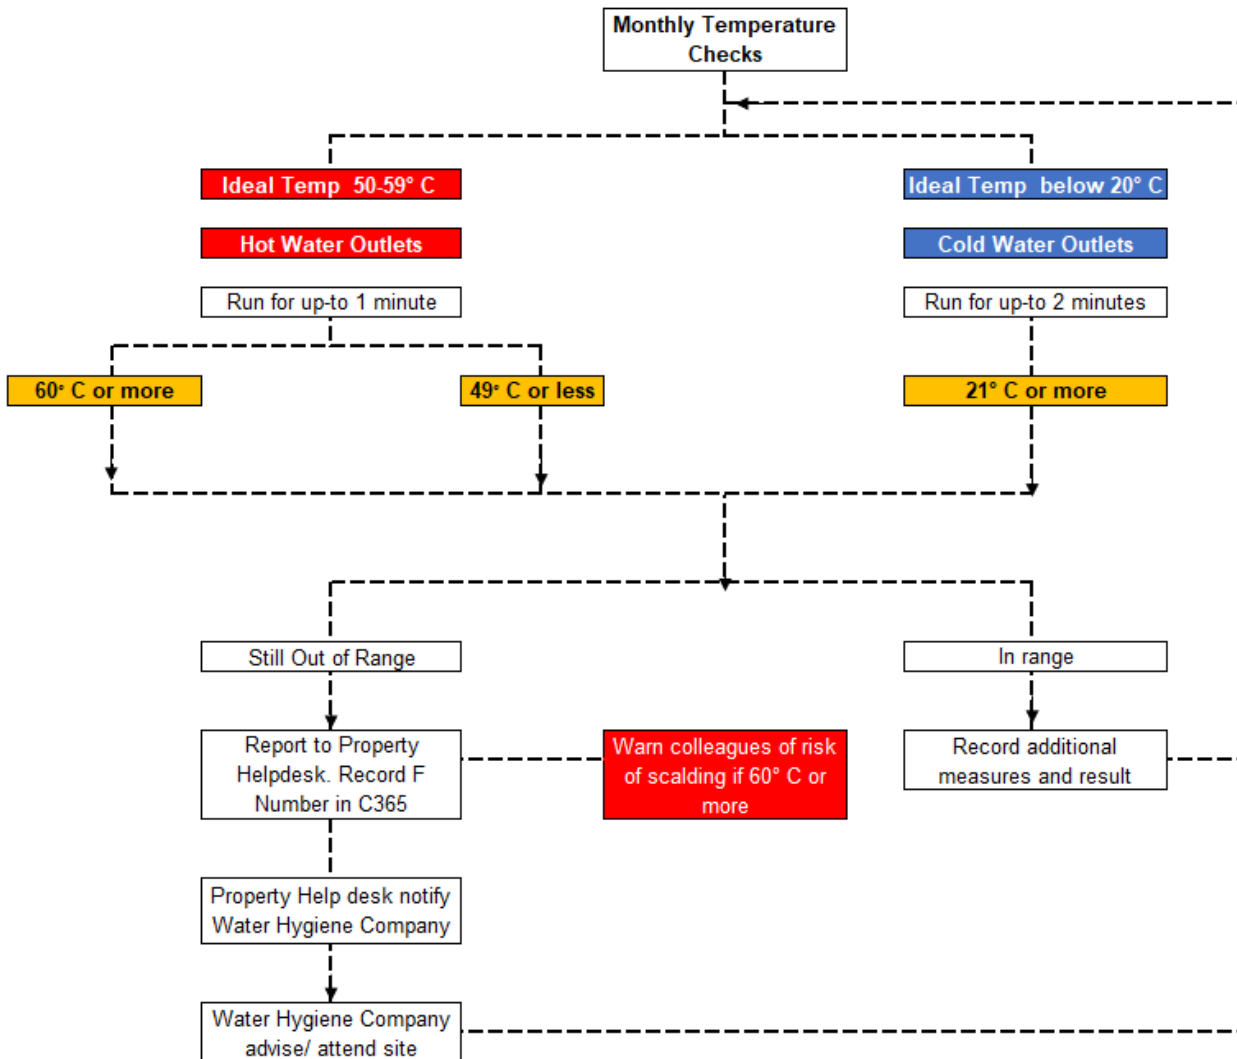 Monthly Temperature
Checks
Ideal Temp 50-59° C
Ideal Temp below 20° C
Hot Water Outlets
Cold Water Outlets
Run for up-to 1 minute
Run for up-to 2 minutes
60° C or more
49° C or less
21° C or more
Still Out of Range
In range
Report to Property
Helpdesk. Record F
Number in C365
Warn colleagues of risk
of scalding if 60° C or
more
Record additional
measures and result
Property Help desk notify
Water Hygiene Company
Water Hygiene Company
advise/ attend site